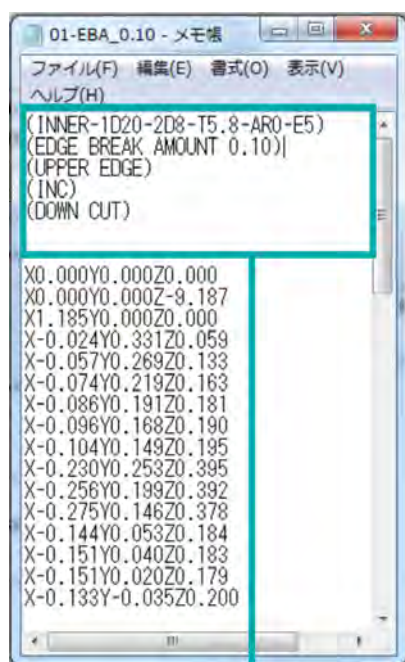 01-EBA_0.10 - メモ帳
ファイル(F) 編集(E) 書式(O) 表示(V)
ヘルプ(H)
(INNER-1D20-2D8-T5.8-AR0-E5)
(EDGE BREAK AMOUNT 0.10)
(UPPER EDGE)
(INC)
(DOWN CUT)
X0.000Y0.000Z0.000
X0.000Y0.000Z-9.187
X1.185Y0.000Z0.000
X-0.024Y0.331Z0.059
X-0.057Y0.269Z0.133
X-0.074Y0.219Z0.163
X-0.086Y0.191Z0.181
X-0.096Y0.168Z0.190
X-0.104Y0.149Z0.195
X-0.230Y0.253Z0.395
X-0.256Y0.199Z0.392
X-0.275Y0.146Z0.378
X-0.144Y0.053Z0.184
X-0.151Y0.040Z0.183
X-0.151Y0.020Z0.179
X-0.133Y-0.035Z0.200